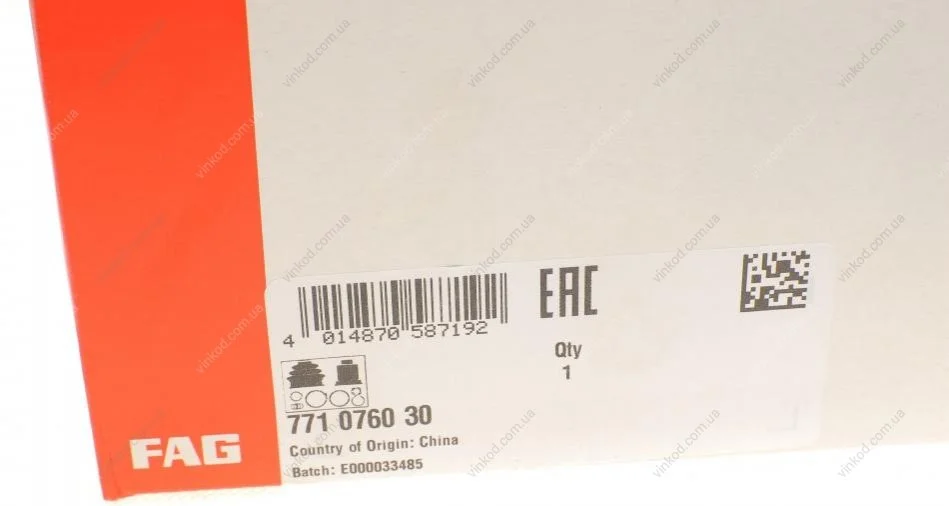 4 014870 587192
EAC
Qty
1
771 0760 30
Country of Origin: China
Batch: E000033485
FAG
vinkod.com.ua